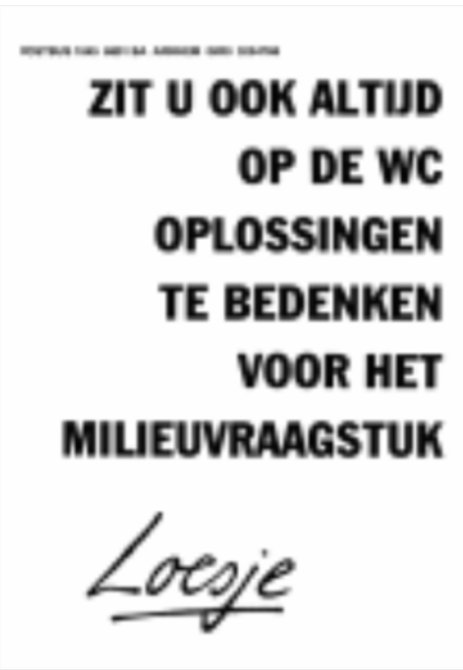 ZIT U OOK ALTIJD
OP DE WC
OPLOSSINGEN
TE BEDENKEN
VOOR HET
MILIEUVRAAGSTUK
Loesje